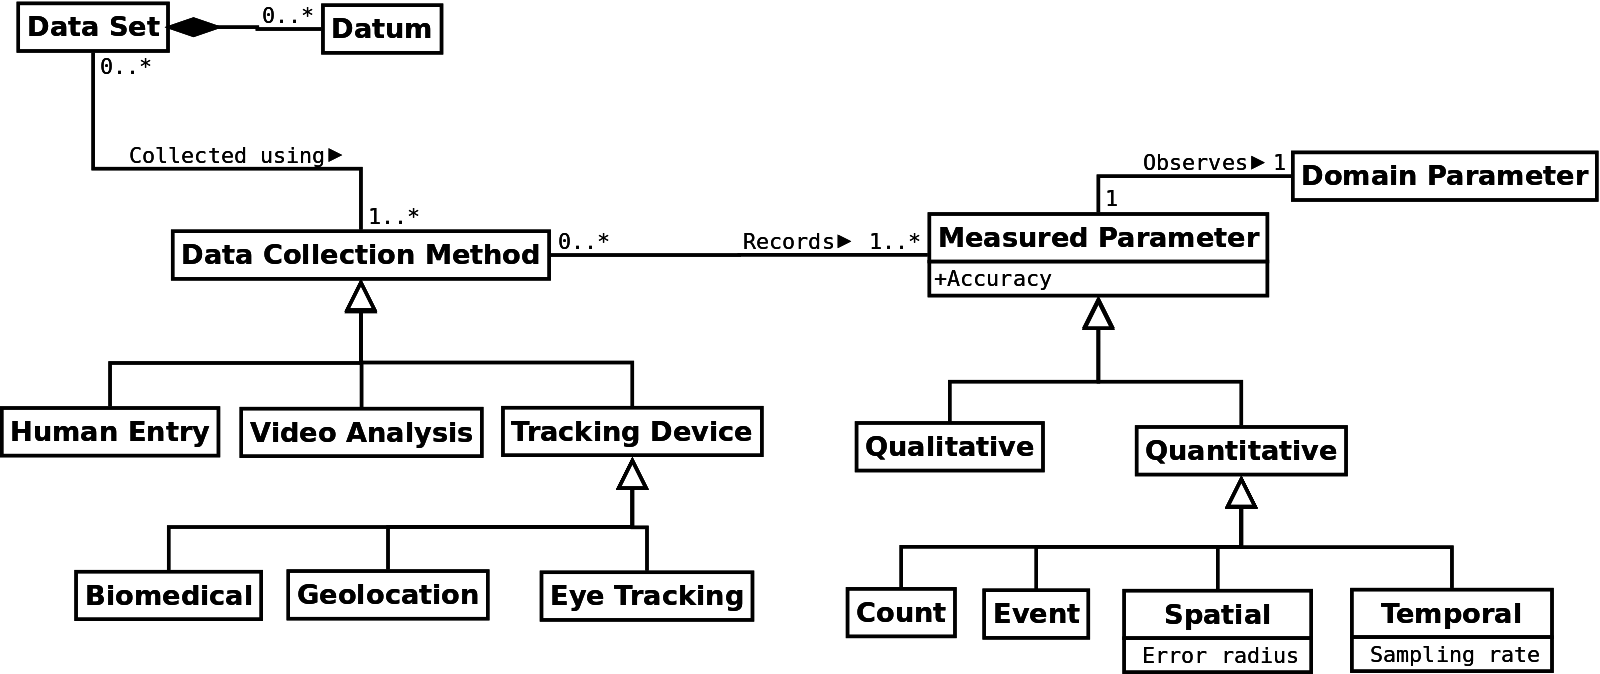 Data Set
0..*
Datum
0..*
Collected using►
1..*
Data Collection Method
0..*
Records►
1..*
Observes►
1
Domain Parameter
1
Measured Parameter
+Accuracy
Human Entry
Video Analysis
Tracking Device
Qualitative
Quantitative
Biomedical
Geolocation
Eye Tracking
Count
Event
Spatial
Error radius
Temporal
Sampling rate